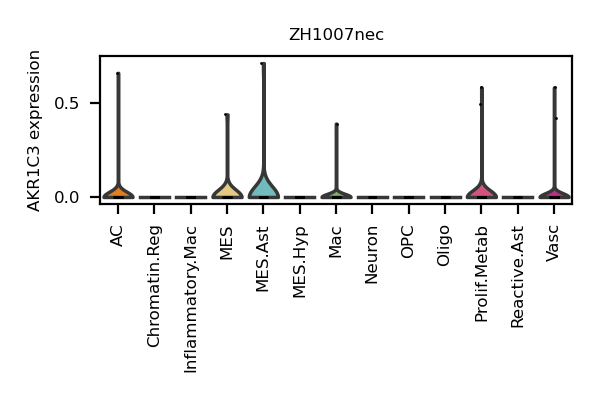 ZH1007nec
AKR1C3 expression
0.5
0.0
AC
Chromatin.Reg
Inflammatory.Mac
MES
MES.Ast
MES.Hyp
Mac
Neuron
OPC
Oligo
Prolif.Metab
Reactive.Ast
Vasc